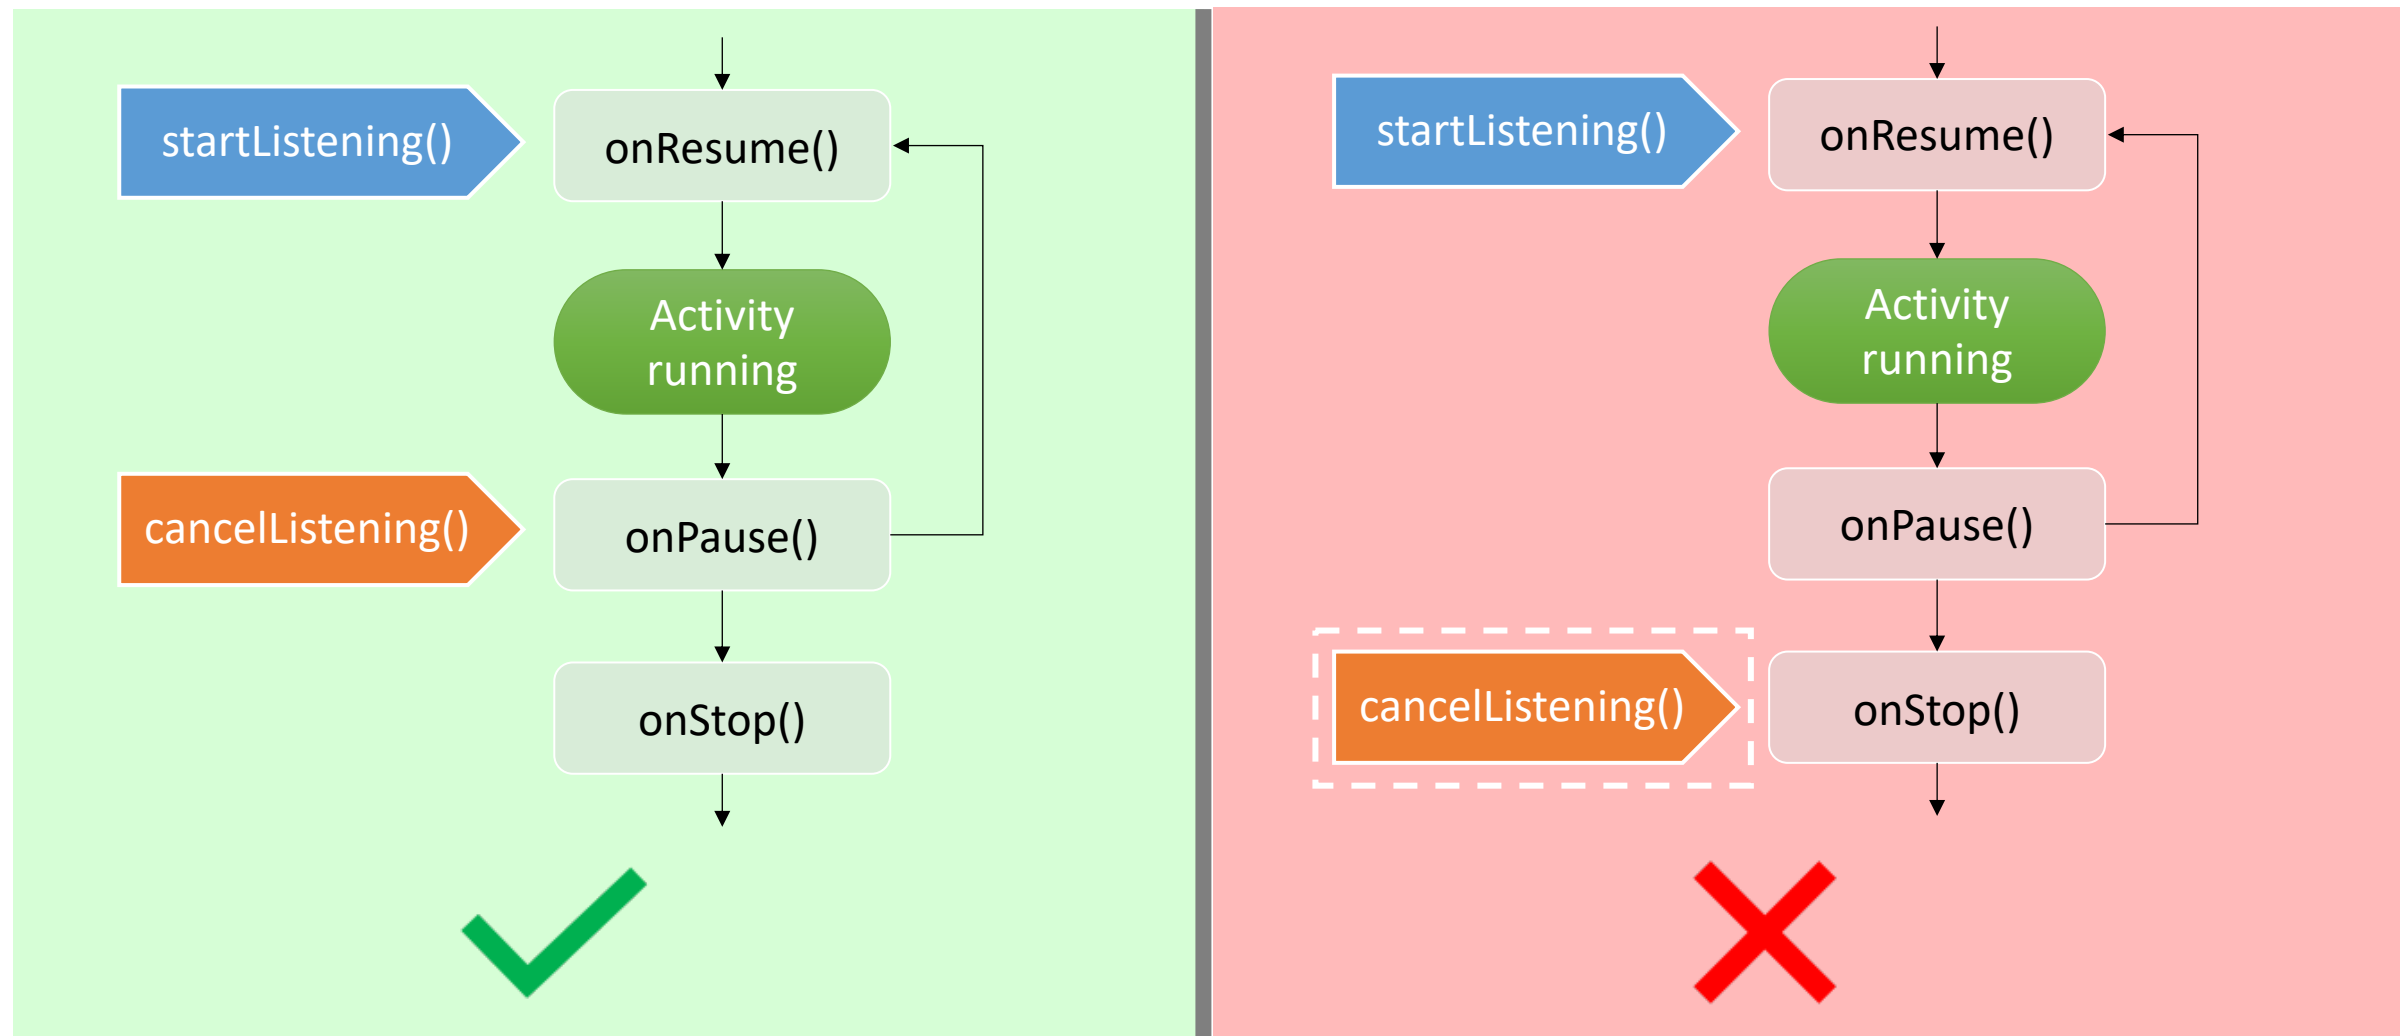 startListening()
onResume()
Activity
running
cancelListening()
onPause()
onStop()
startListening()
onResume()
Activity
running
onPause()
cancelListening()
onStop()